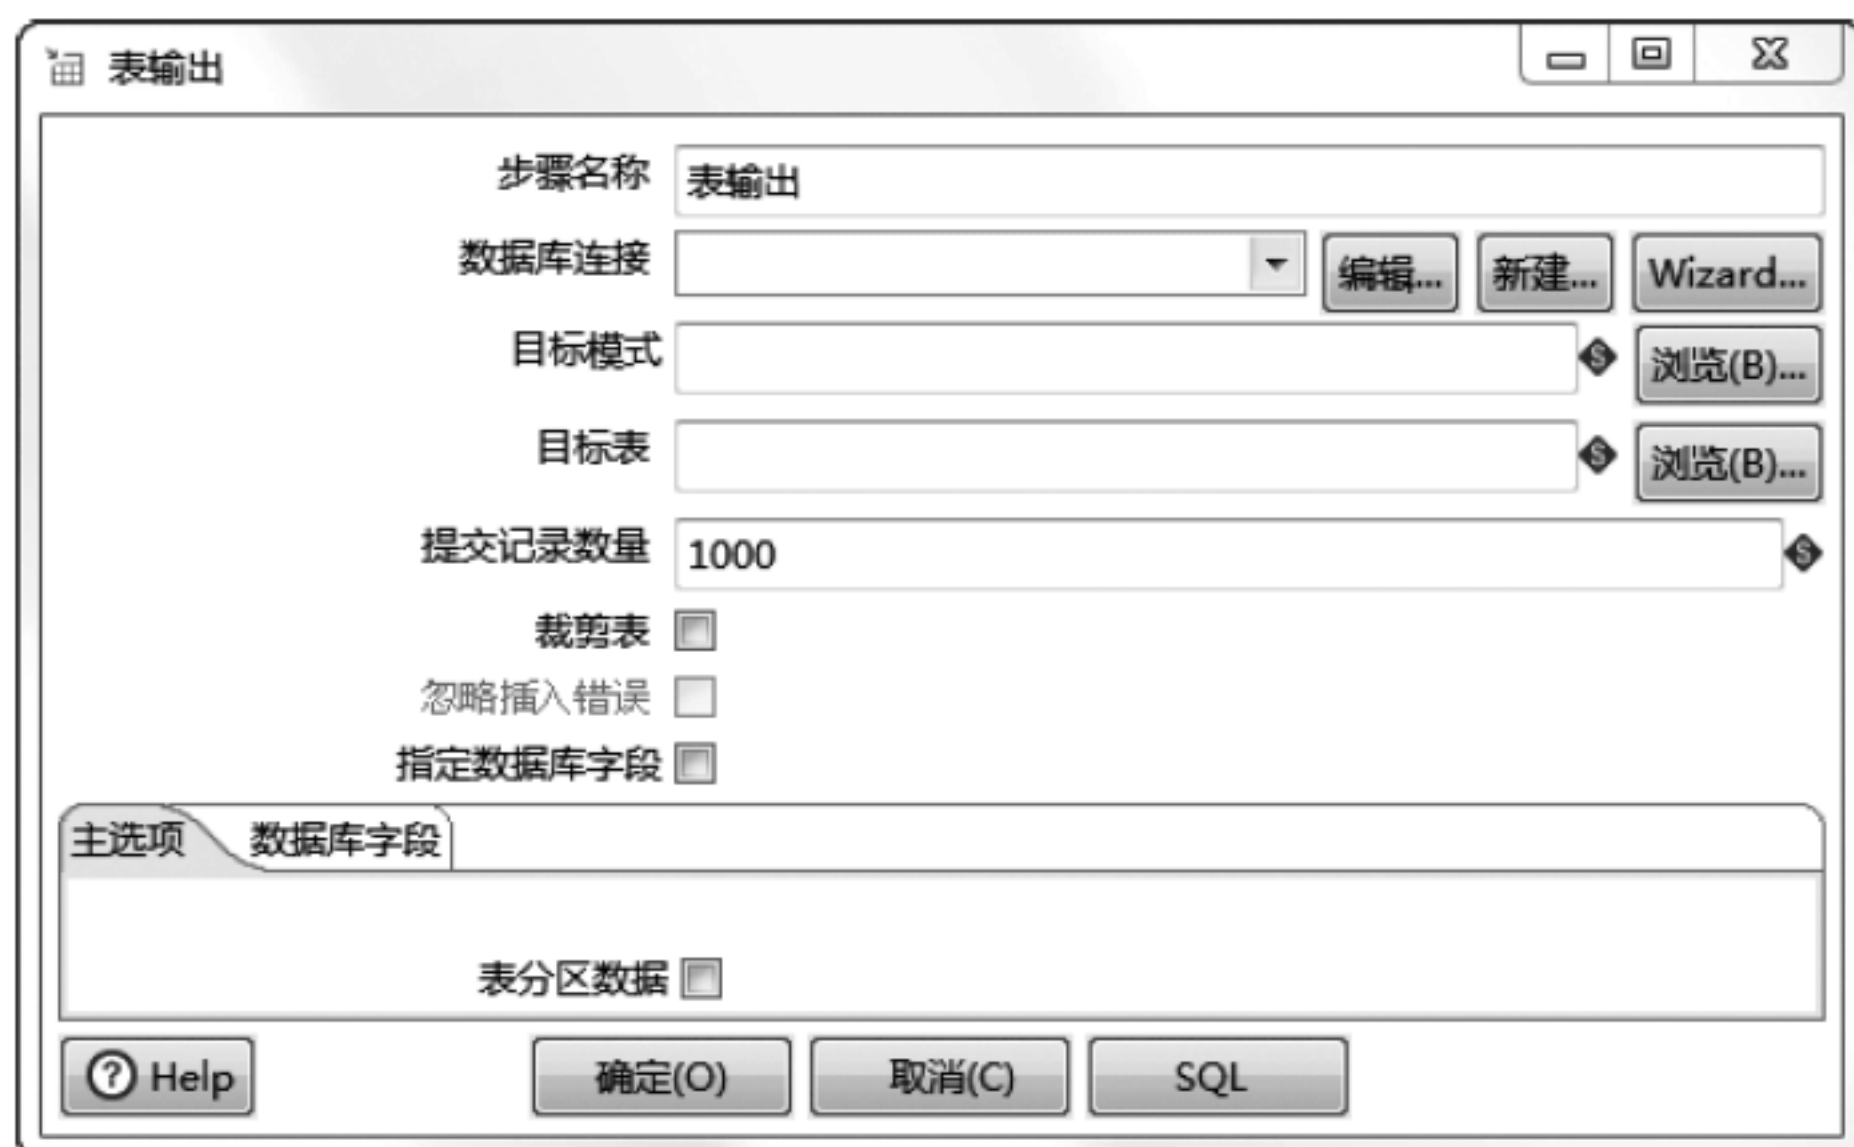 表输出
步骤名称 表输出
数据库连接 编辑... 新建... Wizard...
目标模式 S 浏览(B)...
目标表 S 浏览(B)...
提交记录数量 1000 S
裁剪表
忽略插入错误
指定数据库字段
主选项 数据库字段
表分区数据
? Help 确定(O) 取消(C) SQL